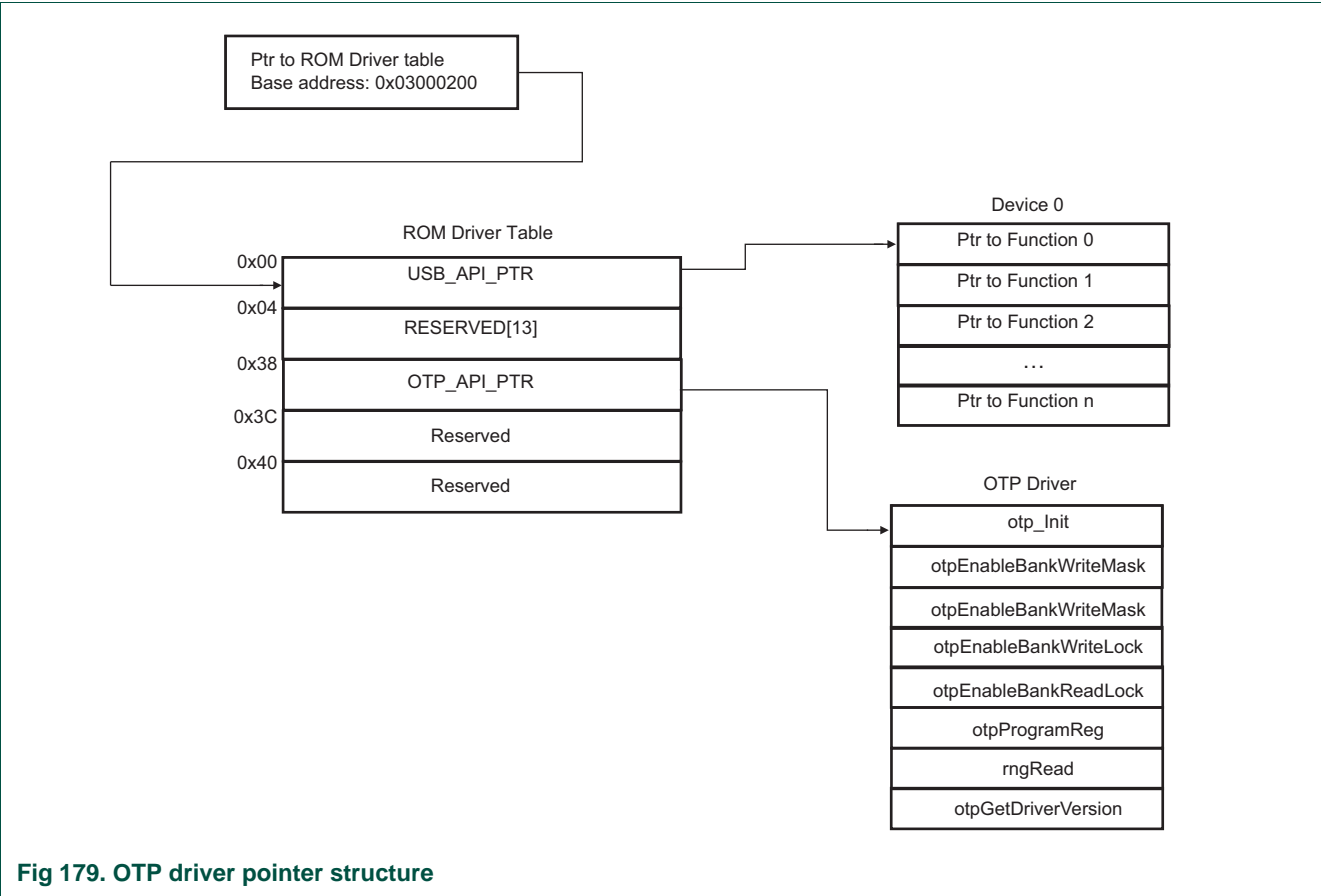 Ptr to ROM Driver table
Base address: 0x03000200
ROM Driver Table
0x00
USB_API_PTR
0x04
RESERVED[13]
0x38
OTP_API_PTR
0x3C
Reserved
0x40
Reserved
Device 0
Ptr to Function 0
Ptr to Function 1
Ptr to Function 2
...
Ptr to Function n
OTP Driver
otp_Init
otpEnableBankWriteMask
otpEnableBankWriteMask
otpEnableBankWriteLock
otpEnableBankReadLock
otpProgramReg
rngRead
otpGetDriverVersion
Fig 179. OTP driver pointer structure